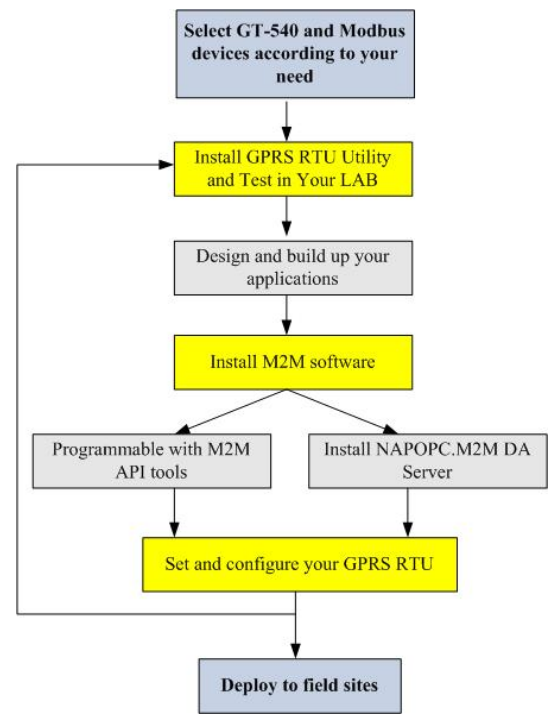 Select GT-540 and Modbus
devices according to your
need
Install GPRS RTU Utility
and Test in Your LAB
Design and build up your
applications
Install M2M software
Programmable with M2M
API tools
Install NAPOPC.M2M DA
Server
Set and configure your GPRS RTU
Deploy to field sites